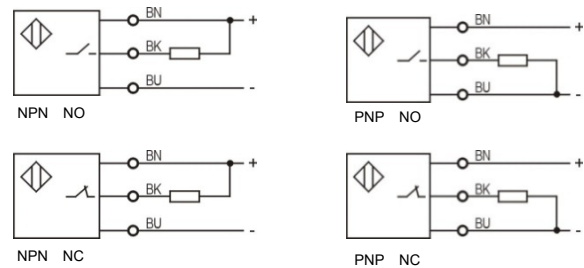 BN +
BK
BU -
NPN NO
BN +
BK
BU -
PNP NO
BN +
BK
BU -
NPN NC
BN +
BK
BU -
PNP NC